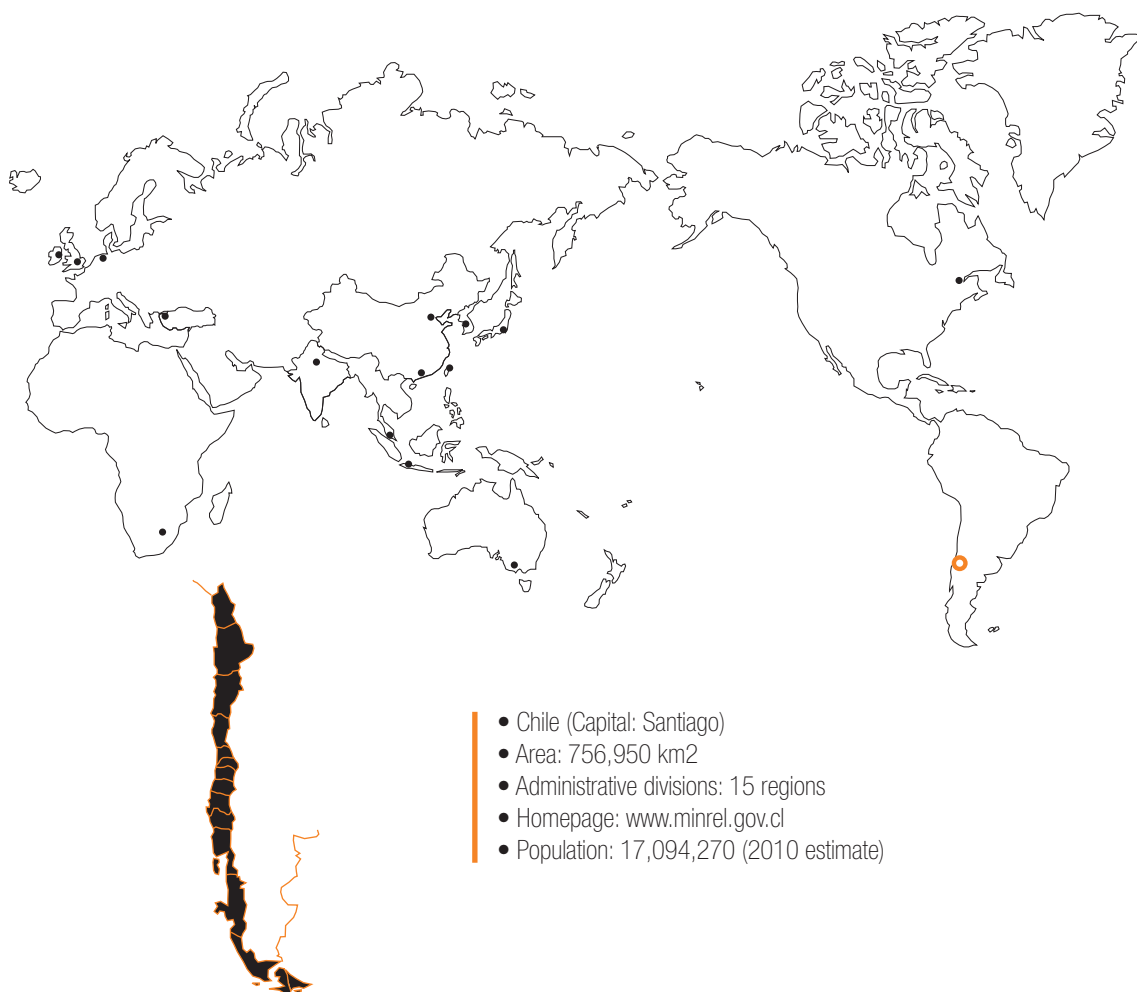 • Chile (Capital: Santiago)
• Area: 756,950 km2
• Administrative divisions: 15 regions
• Homepage: www.minrel.gov.cl
• Population: 17,094,270 (2010 estimate)